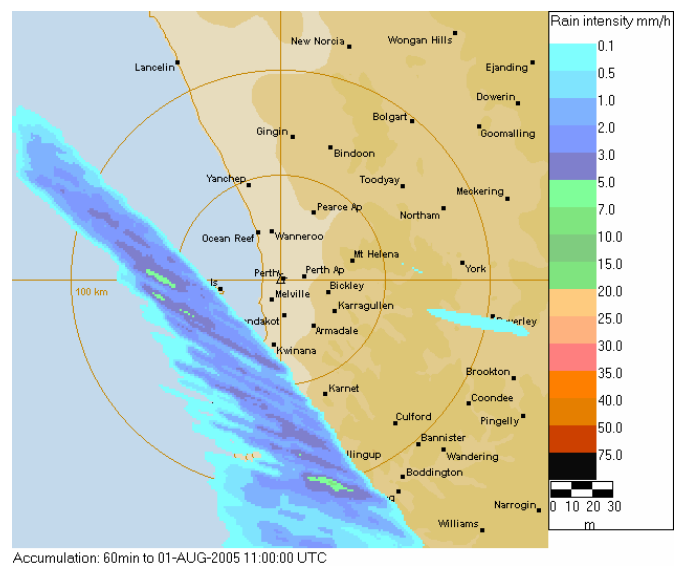 Rain intensity mm/h
New Norcia
Wongan Hills
Lancelin
Ejanding
Dowerin
Bolgart
Goomalling
Gingin
Bindoon
Yanchep
Toodyay
Meckering
Pearce Ap
Northam
Ocean Reef
Wanneroo
Mt Helena
York
Perth
Perth Ap
Is
Bickley
100 km
Melville
Karragullen
ndakot
Armadale
erley
Kwinana
Brookton
Karnet
Coondee
Culford
Pingelly
Bannister
llingup
Wandering
Boddington
Narrogin
Williams
0.1
0.5
1.0
2.0
3.0
5.0
7.0
10.0
15.0
20.0
25.0
30.0
35.0
40.0
50.0
75.0
0 10 20 30
m
Accumulation: 60min to 01-AUG-2005 11:00:00 UTC